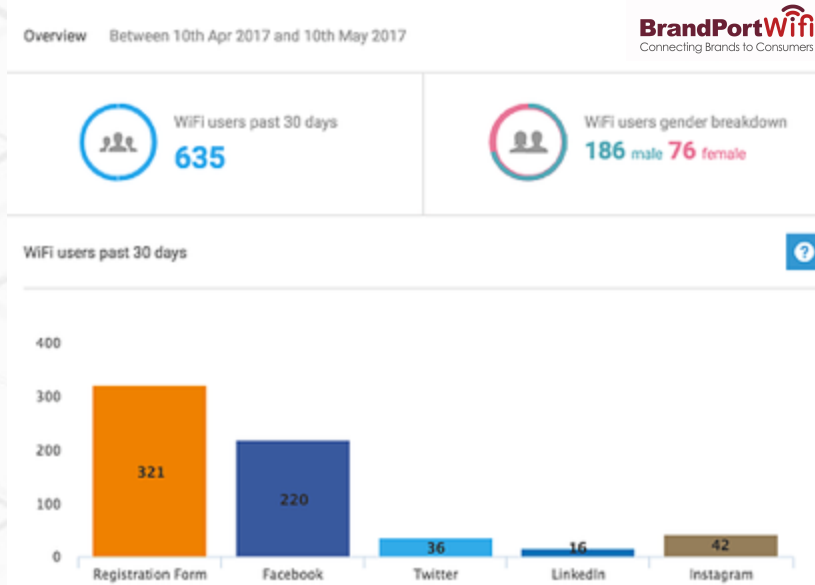 Overview Between 10th Apr 2017 and 10th May 2017
BrandPortWifi
Connecting Brands to Consumers
WiFi users past 30 days
635
WiFi users gender breakdown
186 male 76 female
WiFi users past 30 days
?
400
300
200
100
0
321
220
36
16
42
Registration Form Facebook Twitter LinkedIn Instagram